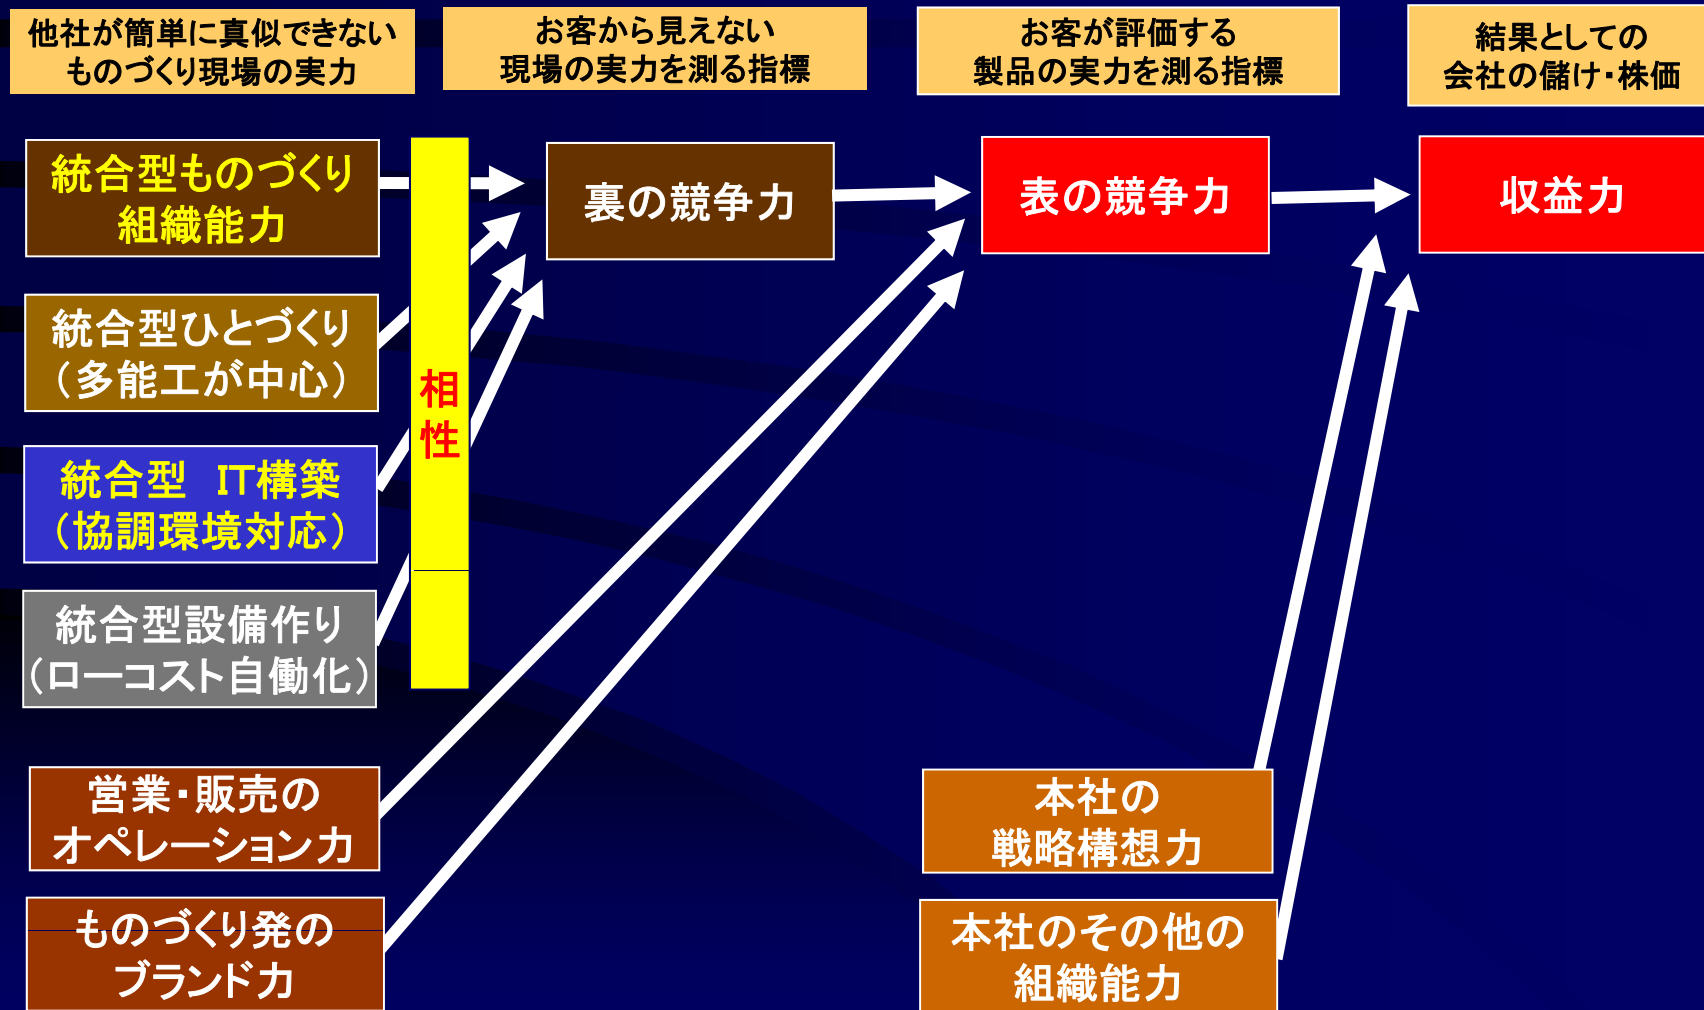 他社が簡単に真似できない
ものづくり現場の実力
お客から見えない
現場の実力を測る指標
お客が評価する
製品の実力を測る指標
結果としての
会社の儲け・株価
統合型ものづくり
組織能力
裏の競争力
表の競争力
収益力
統合型ひとづくり
（多能工が中心）
相
性
統合型　IT構築
（協調環境対応）
統合型設備作り
（ローコスト自働化）
営業・販売の
オペレーション力
本社の
戦略構想力
ものづくり発の
ブランド力
本社のその他の
組織能力